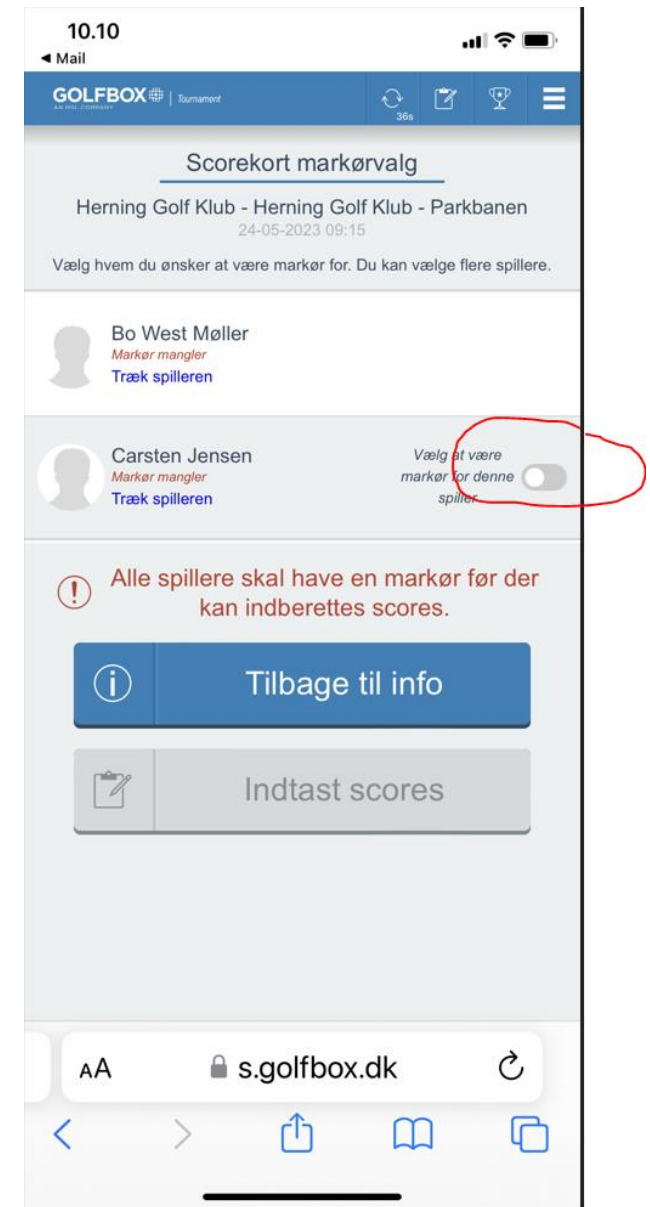 10.10
◀ Mail
GOLFBOX | Tournament
AN MSL COMPANY
36s
Scorekort markørvalg
Herning Golf Klub - Herning Golf Klub - Parkbanen
24-05-2023 09:15
Vælg hvem du ønsker at være markør for. Du kan vælge flere spillere.
Bo West Møller
Markør mangler
Træk spilleren
Carsten Jensen
Markør mangler
Træk spilleren
Vælg at være
markør for denne
spiller
Alle spillere skal have en markør før der
kan indberettes scores.
Tilbage til info
Indtast scores
AA
s.golfbox.dk